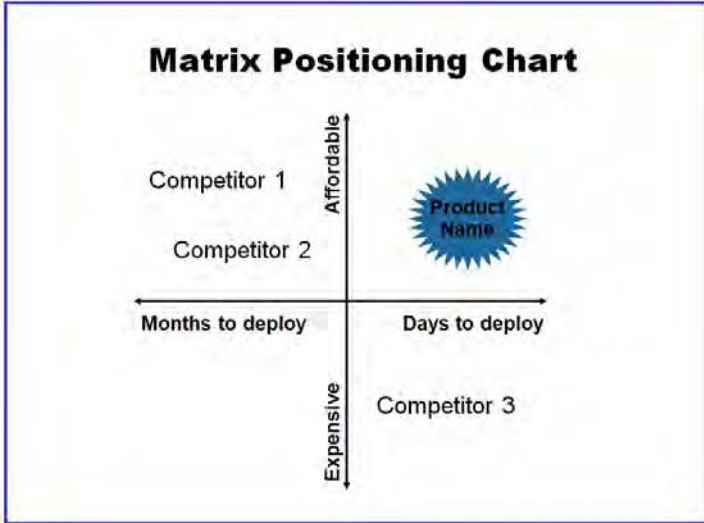 Matrix Positioning Chart
Affordable
Competitor 1
Product
Name
Competitor 2
Months to deploy
Days to deploy
Expensive
Competitor 3